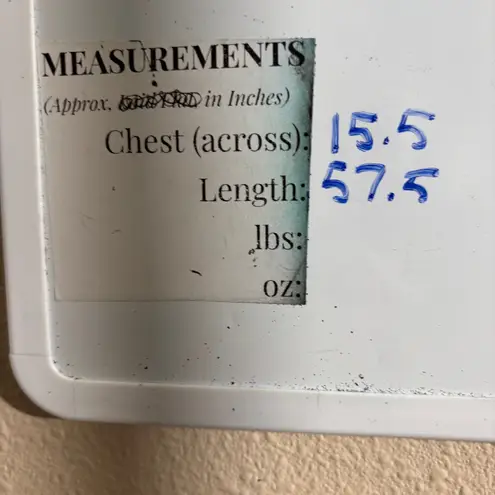 MEASUREMENTS
(Approx. in Inches)
Chest (across): 15.5
Length: 57.5
lbs:
oz: